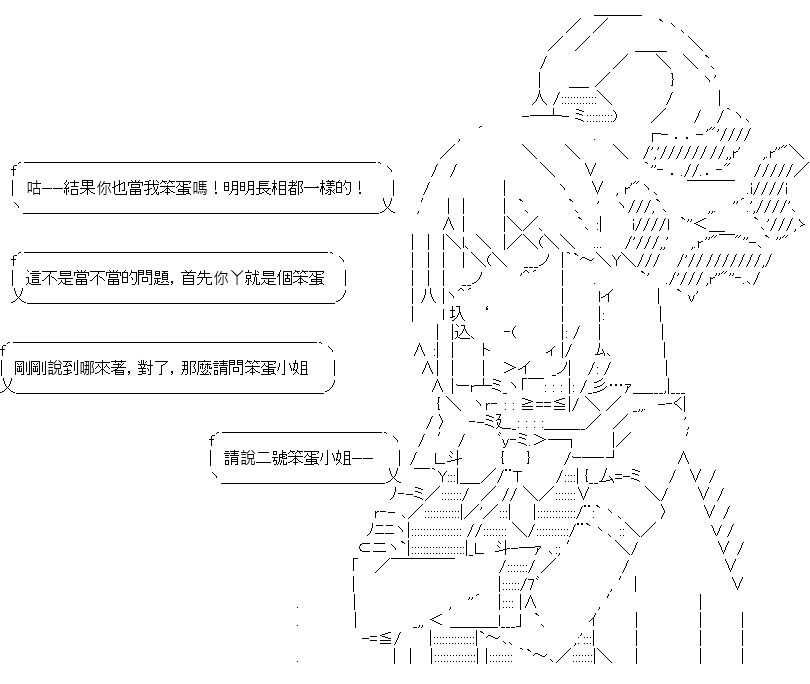 咕——結果你也當我笨蛋嗎！明明長相都一樣的！
這不是當不當的問題，首先你丫就是個笨蛋
剛剛說到哪來著，對了，那麼請問笨蛋小姐
請說二號笨蛋小姐——